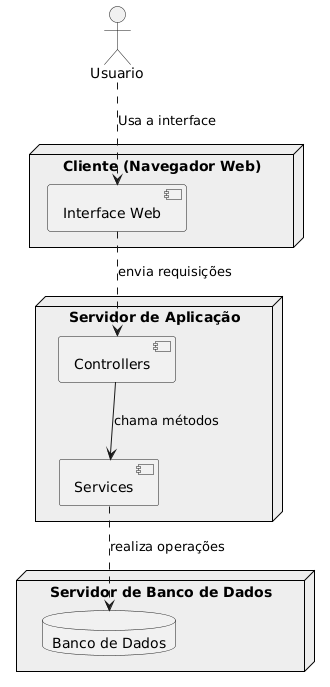 Usuario
Usa a interface
Cliente (Navegador Web)
Interface Web
envia requisições
Servidor de Aplicação
Controllers
chama métodos
Services
realiza operações
Servidor de Banco de Dados
Banco de Dados